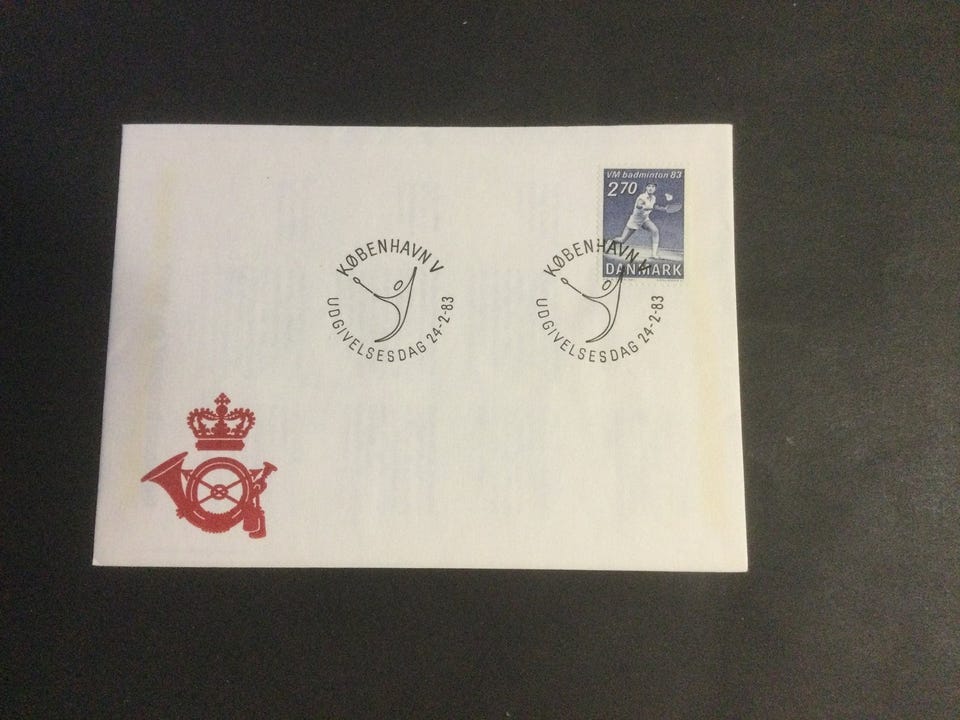 VM badminton 83
2 70
DANMARK
KØBENHAVN V
UDGIVELSESDAG 24-2-83
KØBENHAVN V
UDGIVELSESDAG 24-2-83